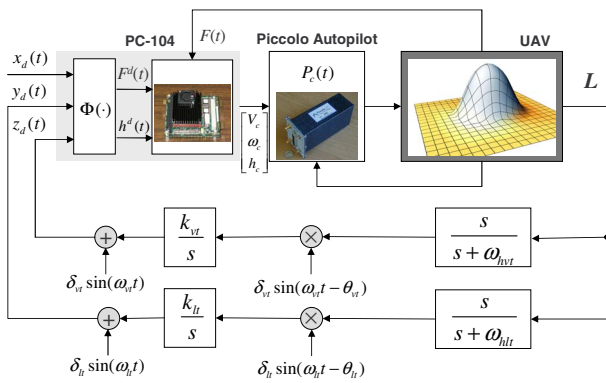 PC-104
F(t)
Piccolo Autopilot
UAV
x_d(t)
y_d(t)
z_d(t)
Φ(·)
F^d(t)
h^d(t)
P_c(t)
L
[V_c
ω_c
h_c]
+
k_vt / s
×
s / (s + ω_hvt)
δ_vt sin(ω_vt t)
δ_vt sin(ω_vt t − θ_vt)
+
k_lt / s
×
s / (s + ω_hlt)
δ_lt sin(ω_lt t)
δ_lt sin(ω_lt t − θ_lt)